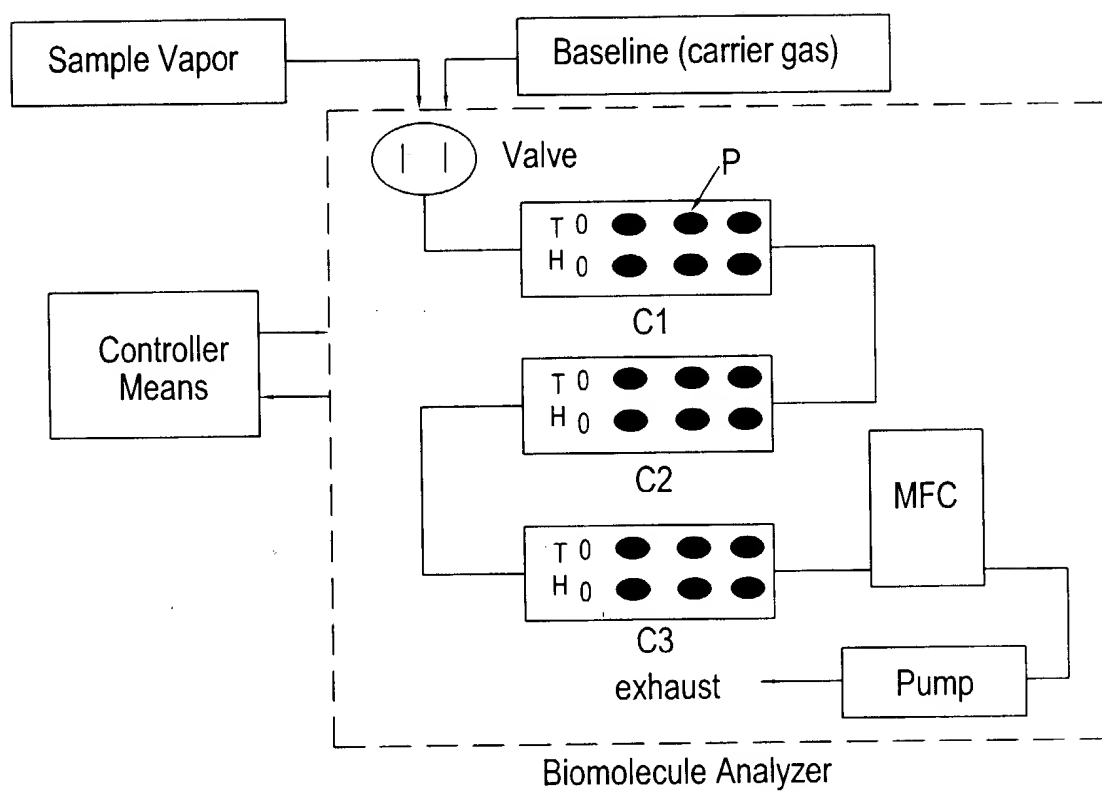 Sample Vapor
Baseline (carrier gas)
Valve
P
T 0
H 0
C1
Controller
Means
T 0
H 0
C2
MFC
T 0
H 0
C3
exhaust
Pump
Biomolecule Analyzer